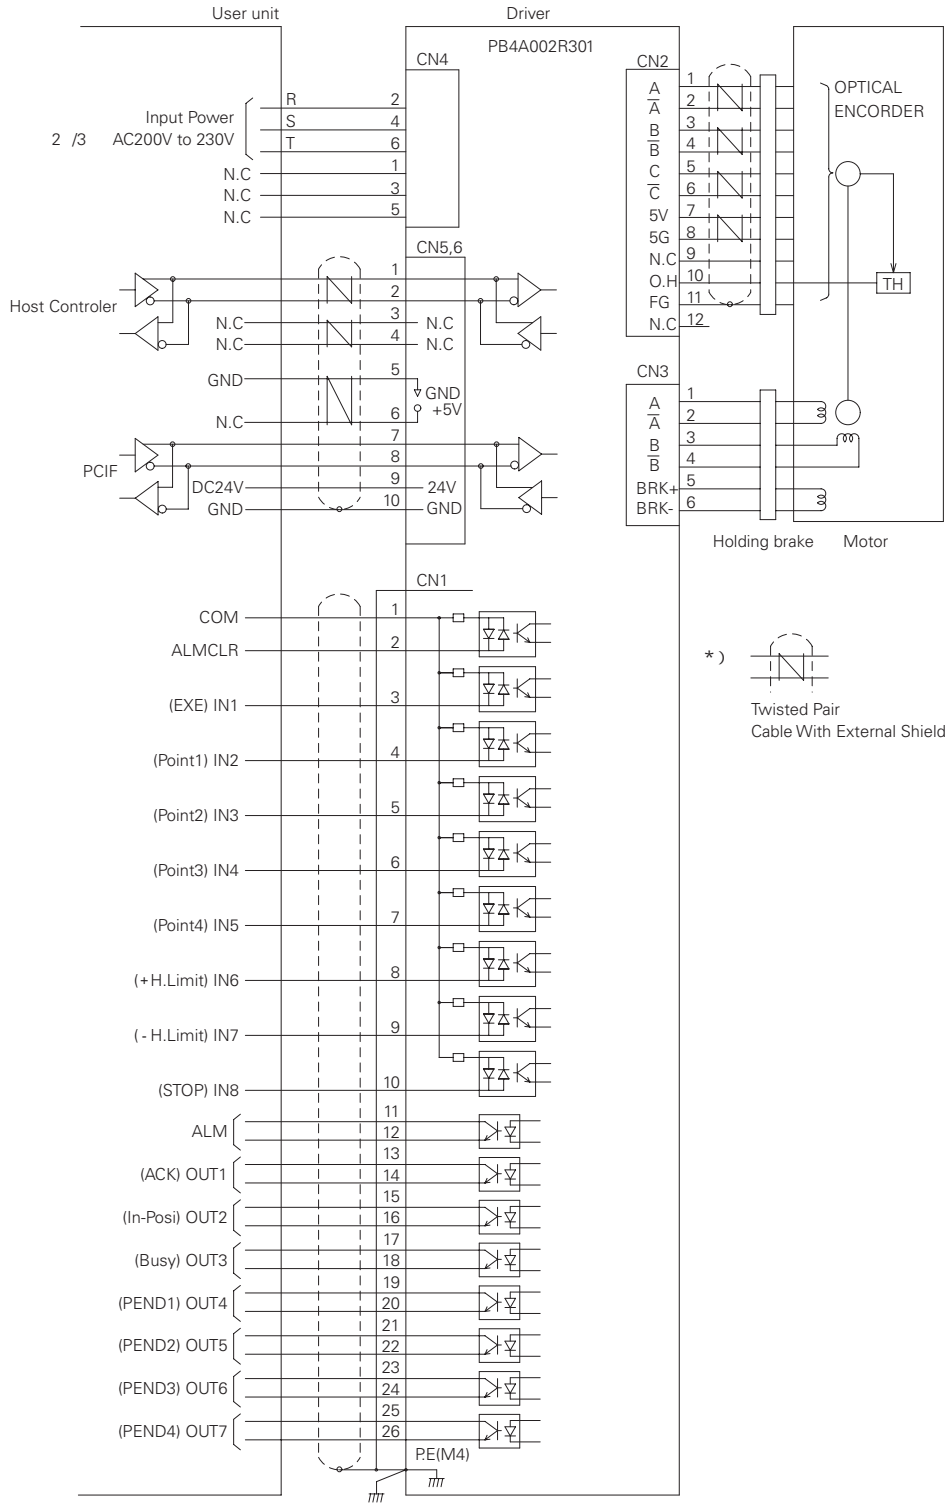 User unit
Driver
PB4A002R301
CN4
Input Power
2 /3 AC200V to 230V
R 2
S 4
T 6
N.C 1
N.C 3
N.C 5
CN5,6
Host Controler
1
2
N.C 3 N.C
N.C 4 N.C
GND 5 GND
+5V
N.C 6
PCIF
7
8
DC24V 9 24V
GND 10 GND
CN2
A 1
A 2
B 3
B 4
C 5
C 6
5V 7
5G 8
N.C 9
O.H 10
FG 11
N.C 12
OPTICAL
ENCORDER
TH
CN3
A 1
A 2
B 3
B 4
BRK+ 5
BRK- 6
Holding brake
Motor
*)
Twisted Pair
Cable With External Shield
CN1
COM 1
ALMCLR 2
(EXE) IN1 3
(Point1) IN2 4
(Point2) IN3 5
(Point3) IN4 6
(Point4) IN5 7
(+H.Limit) IN6 8
( - H.Limit) IN7 9
(STOP) IN8 10
ALM 11
12
(ACK) OUT1 13
14
(In-Posi) OUT2 15
16
(Busy) OUT3 17
18
(PEND1) OUT4 19
20
(PEND2) OUT5 21
22
(PEND3) OUT6 23
24
(PEND4) OUT7 25
26
P.E(M4)